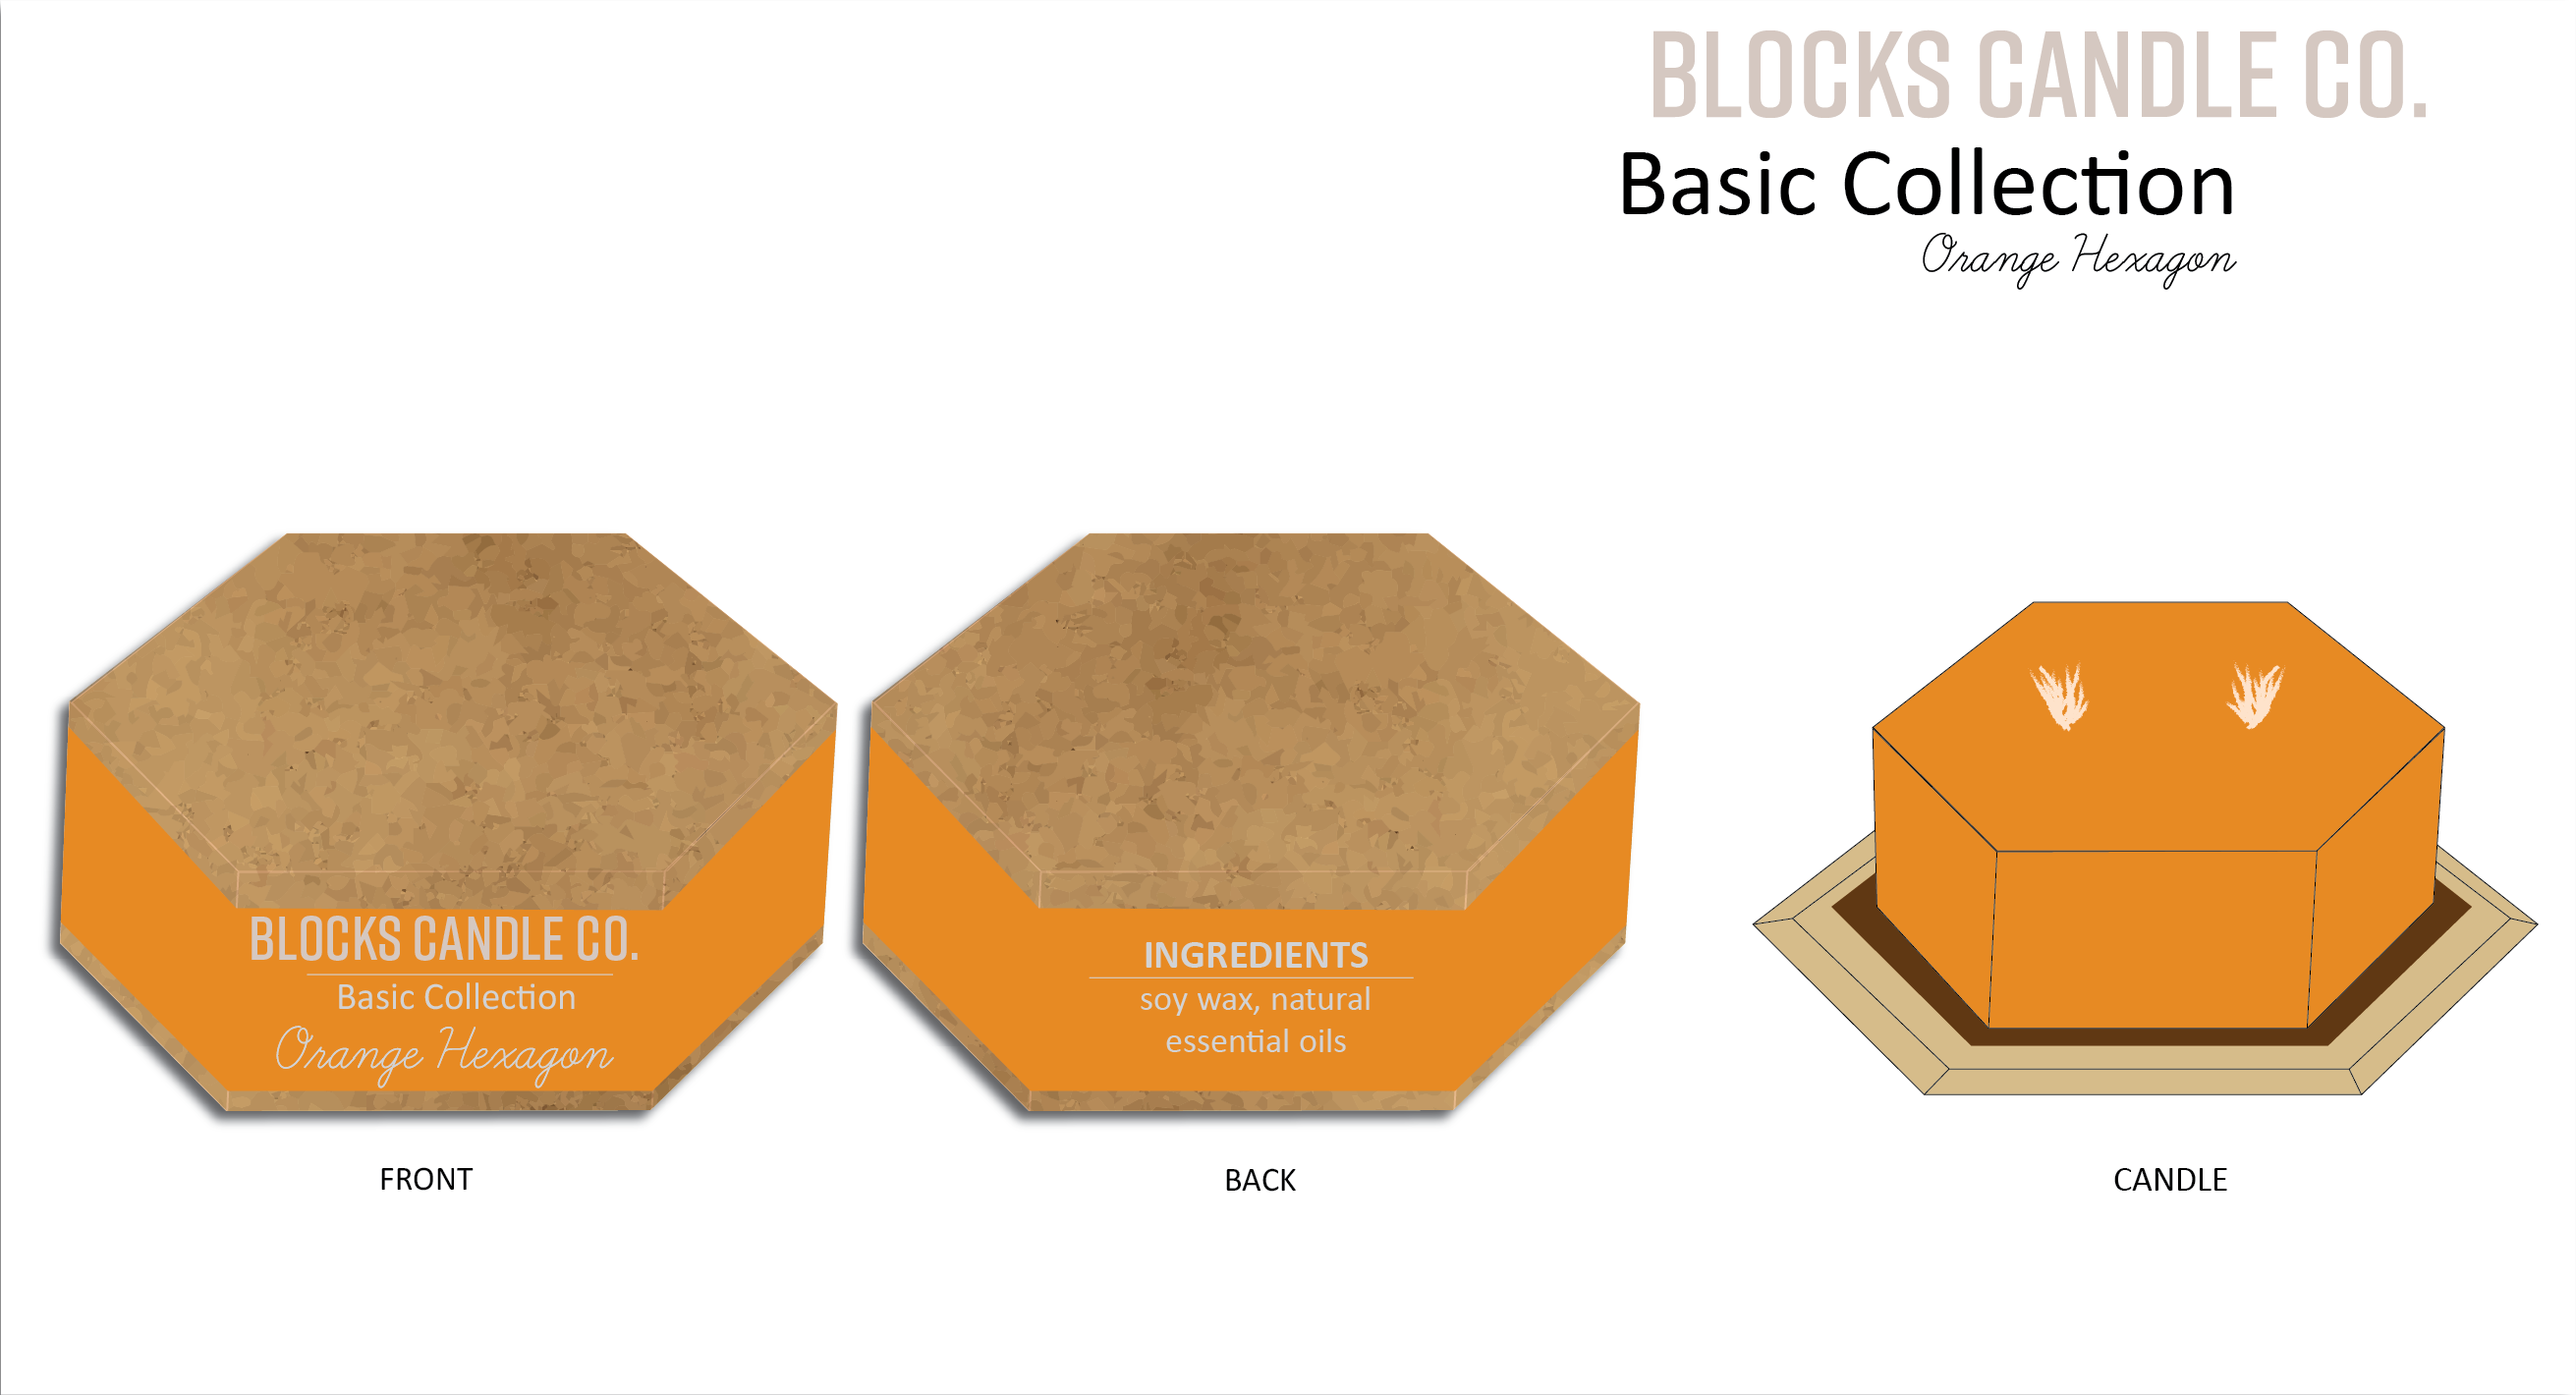 BLOCKS CANDLE CO.
Basic Collection
Orange Hexagon
BLOCKS CANDLE CO.
Basic Collection
Orange Hexagon
INGREDIENTS
soy wax, natural
essential oils
FRONT
BACK
CANDLE